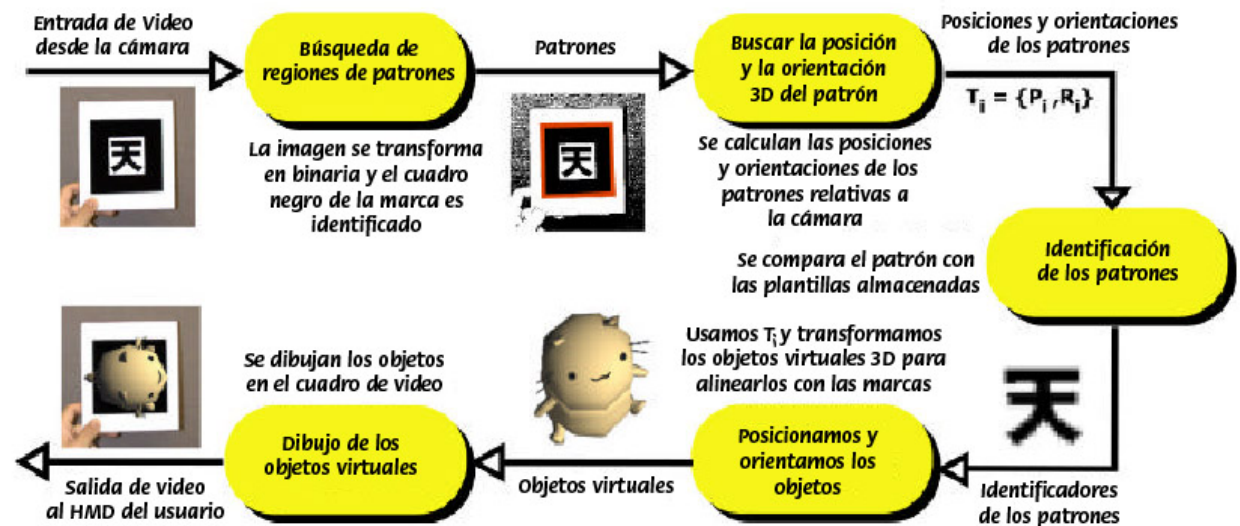 Entrada de Video
desde la cámara
天
Búsqueda de
regiones de patrones
La imagen se transforma
en binaria y el cuadro
negro de la marca es
identificado
Patrones
天
Buscar la posición
y la orientación
3D del patrón
Se calculan las posiciones
y orientaciones de los
patrones relativas a
la cámara
Posiciones y orientaciones
de los patrones
Ti = {Pi ,Ri}
Identificación
de los patrones
Se compara el patrón con
las plantillas almacenadas
天
Identificadores
de los patrones
Posicionamos y
orientamos los
objetos
Usamos Ti y transformamos
los objetos virtuales 3D para
alinearlos con las marcas
Objetos virtuales
Dibujo de los
objetos virtuales
Se dibujan los objetos
en el cuadro de video
Salida de video
al HMD del usuario